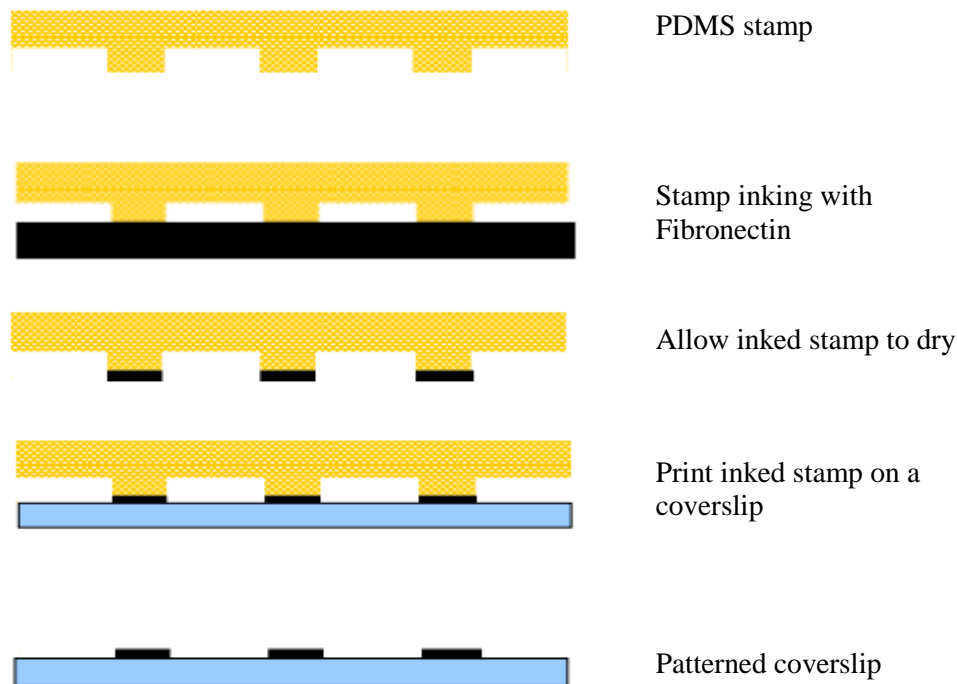 PDMS stamp
Stamp inking with
Fibronectin
Allow inked stamp to dry
Print inked stamp on a
coverslip
Patterned coverslip